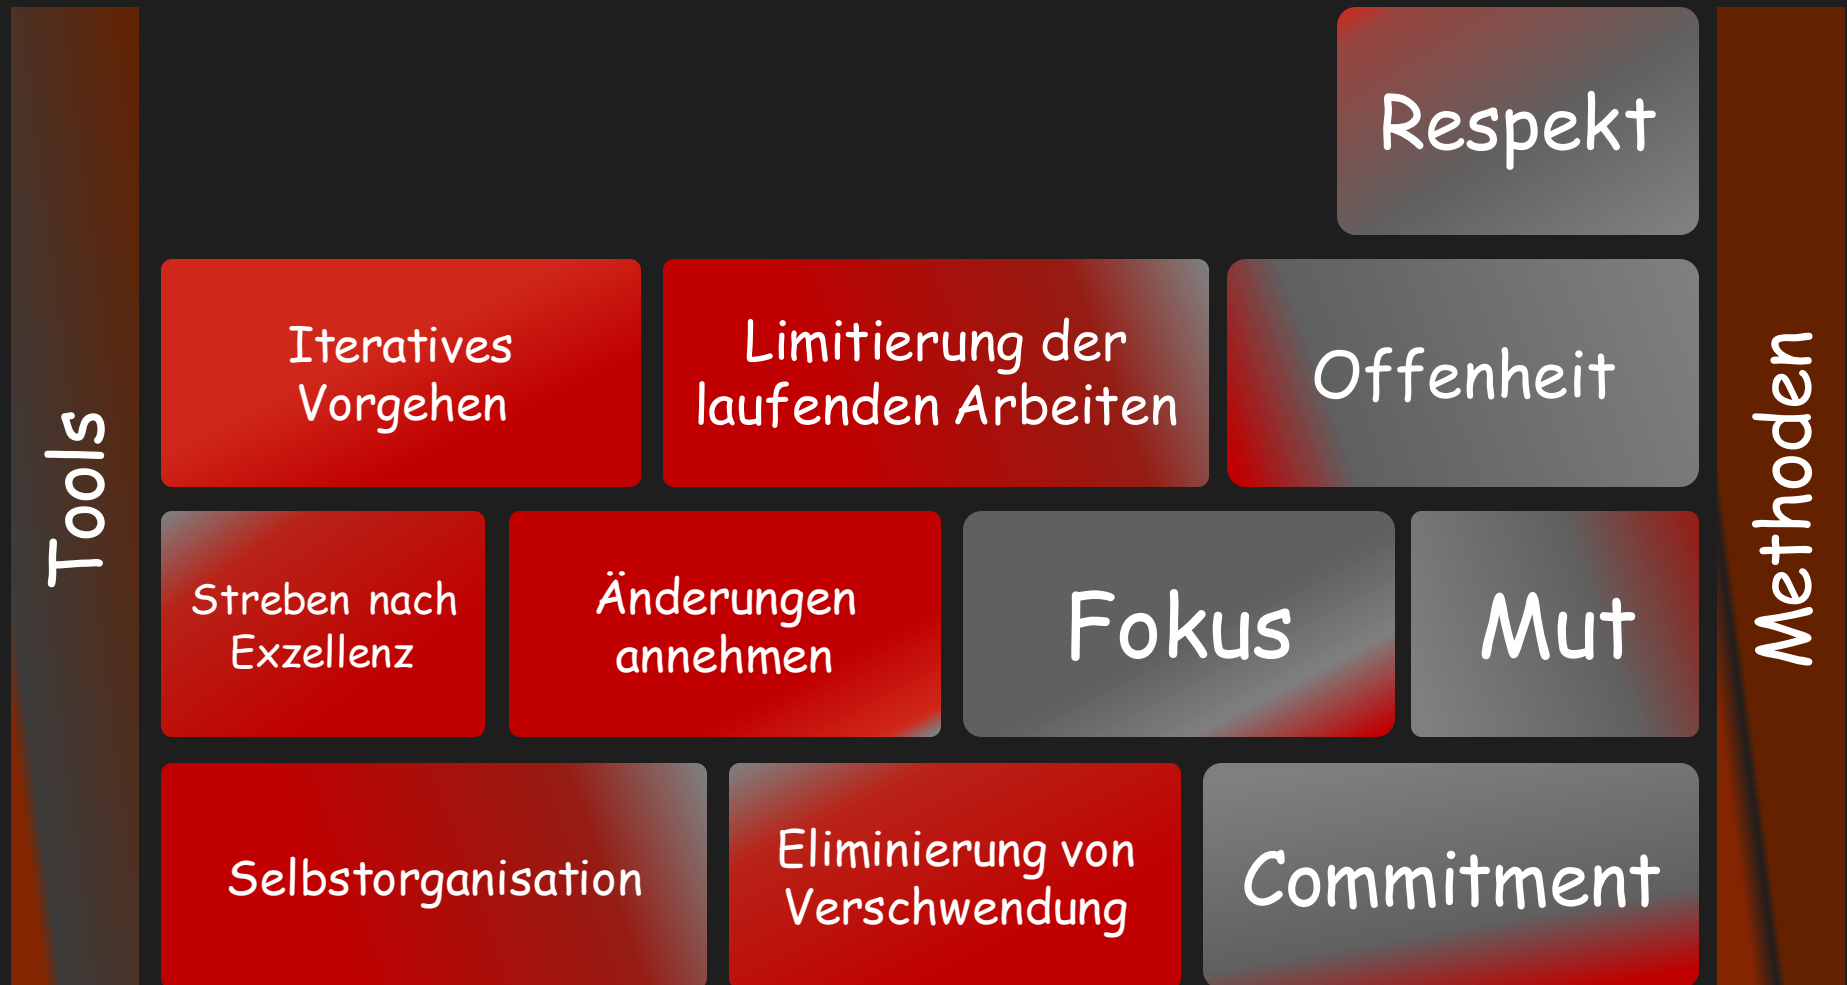 Tools
Respekt
Iteratives
Vorgehen
Limitierung der
laufenden Arbeiten
Offenheit
Streben nach
Exzellenz
Änderungen
annehmen
Fokus
Mut
Selbstorganisation
Eliminierung von
Verschwendung
Commitment
Methoden